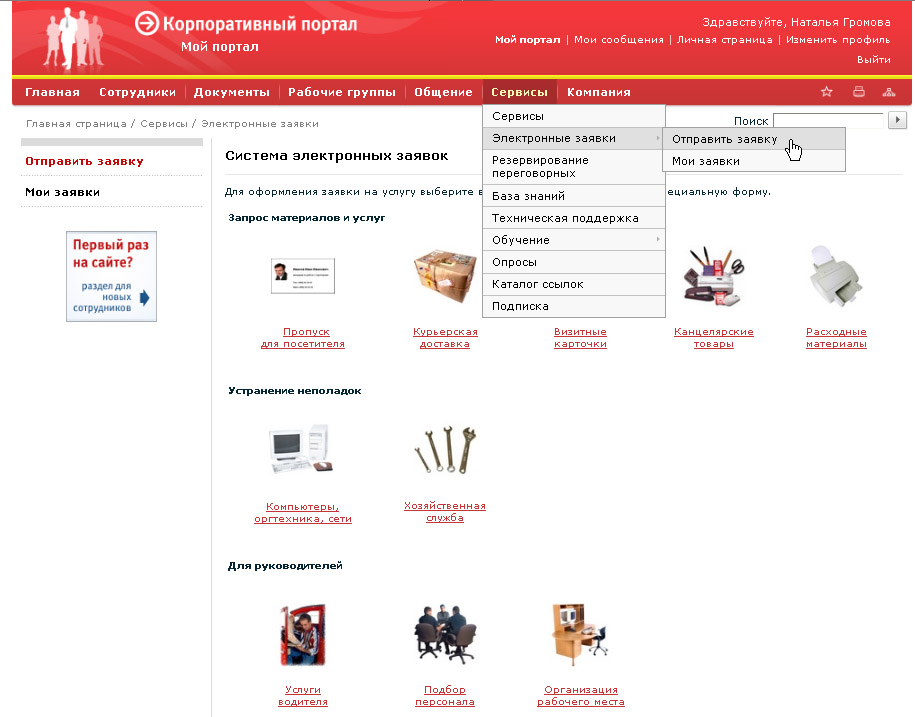 Корпоративный портал
Мой портал
Здравствуйте, Наталья Громова
Мой портал | Мои сообщения | Личная страница | Изменить профиль
Выйти
Главная Сотрудники Документы Рабочие группы Общение Сервисы Компания
Главная страница / Сервисы / Электронные заявки
Поиск
Сервисы
Электронные заявки
Резервирование
переговорных
База знаний
Техническая поддержка
Обучение
Опросы
Каталог ссылок
Подписка
Отправить заявку
Мои заявки
Отправить заявку
Мои заявки
Первый раз
на сайте?
раздел для
новых
сотрудников
Система электронных заявок
Для оформления заявки на услугу выберите в ециальную форму.
Запрос материалов и услуг
Пропуск
для посетителя
Курьерская
доставка
Визитные
карточки
Канцелярские
товары
Расходные
материалы
Устранение неполадок
Компьютеры,
оргтехника, сети
Хозяйственная
служба
Для руководителей
Услуги
водителя
Подбор
персонала
Организация
рабочего места